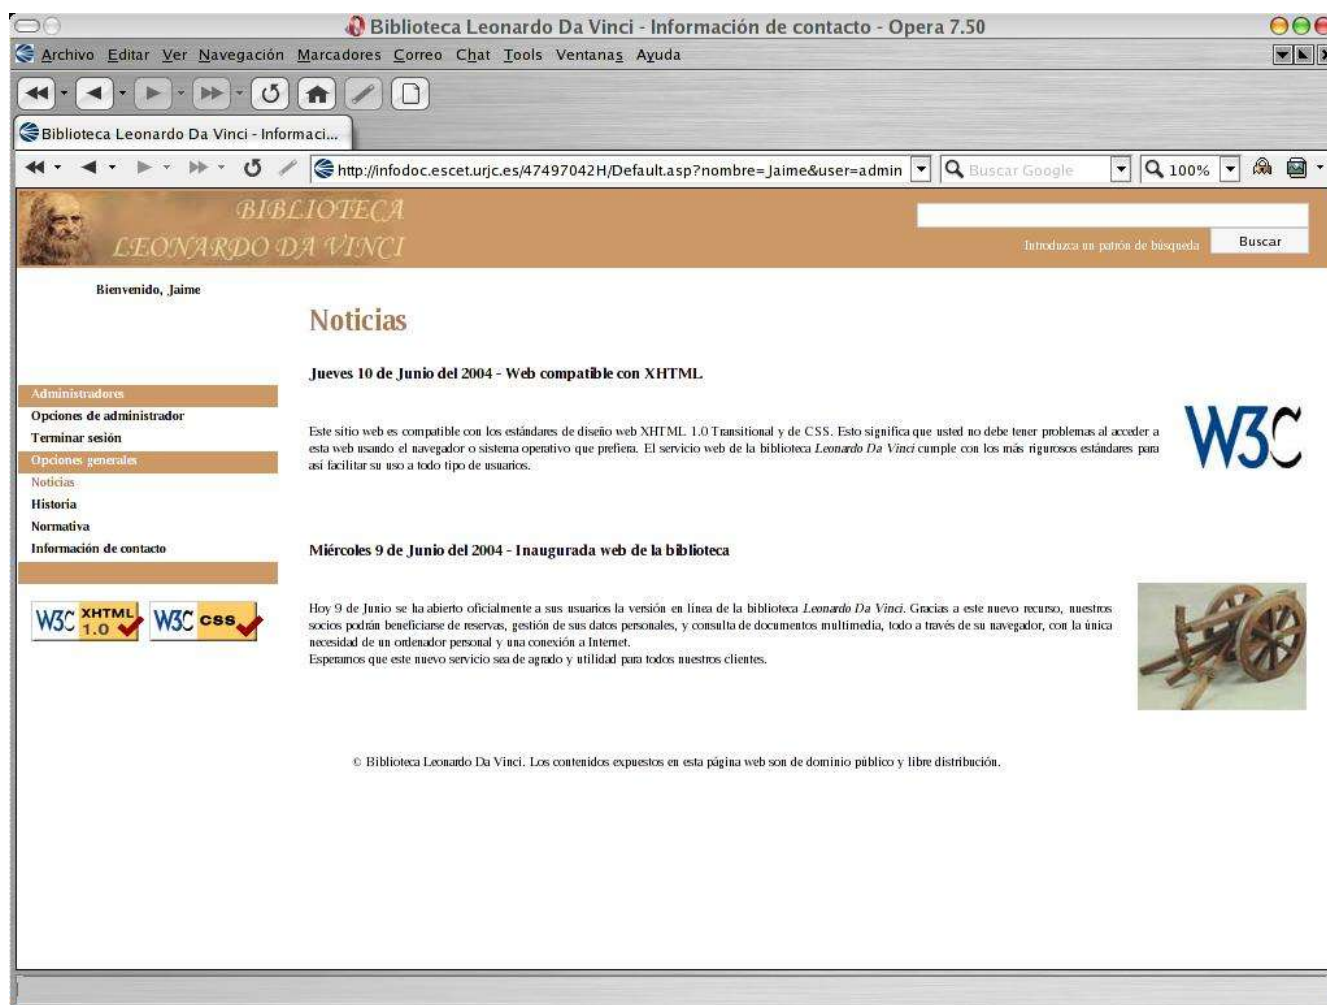 Biblioteca Leonardo Da Vinci - Información de contacto - Opera 7.50
Archivo Editar Ver Navegación Marcadores Correo Chat Tools Ventanas Ayuda
Biblioteca Leonardo Da Vinci - Informaci...
http://infodoc.escet.urjc.es/47497042H/Default.asp?nombre=Jaime&user=admin Buscar Google 100%
BIBLIOTECA
LEONARDO DA VINCI
Introduzca un patrón de búsqueda Buscar
Bienvenido, Jaime
Administradores
Opciones de administrador
Terminar sesión
Opciones generales
Noticias
Historia
Normativa
Información de contacto
W3C XHTML 1.0 W3C css
Noticias
Jueves 10 de Junio del 2004 - Web compatible con XHTML
Este sitio web es compatible con los estándares de diseño web XHTML 1.0 Transitional y de CSS. Esto significa que usted no debe tener problemas al acceder a
esta web usando el navegador o sistema operativo que prefiera. El servicio web de la biblioteca Leonardo Da Vinci cumple con los más rigurosos estándares para
así facilitar su uso a todo tipo de usuarios.
W3C
Miércoles 9 de Junio del 2004 - Inaugurada web de la biblioteca
Hoy 9 de Junio se ha abierto oficialmente a sus usuarios la versión en línea de la biblioteca Leonardo Da Vinci. Gracias a este nuevo recurso, nuestros
socios podrán beneficiarse de reservas, gestión de sus datos personales, y consulta de documentos multimedia, todo a través de su navegador, con la única
necesidad de un ordenador personal y una conexión a Internet.
Esperamos que este nuevo servicio sea de agrado y utilidad para todos nuestros clientes.
© Biblioteca Leonardo Da Vinci. Los contenidos expuestos en esta página web son de dominio público y libre distribución.